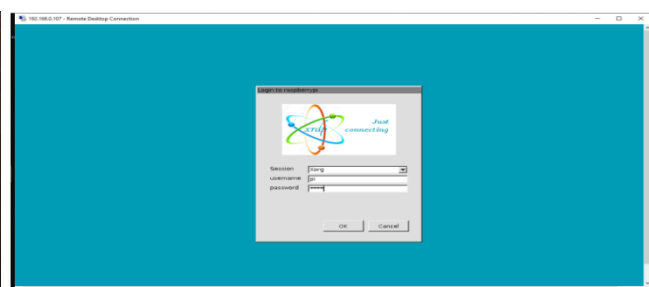 192.168.0.107 - Remote Desktop Connection
Login to raspberrypi
Just
xrdp connecting
Session Xorg
username pi
password *****
OK Cancel